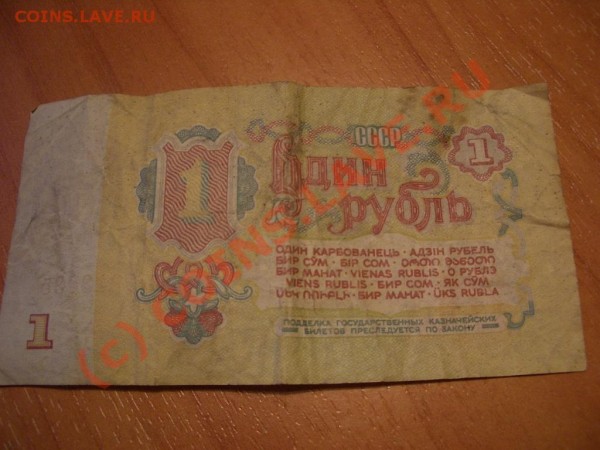 COINS.LAVE.RU
СССР
1
Один
1
рубль
ОДИН КАРБОВАНЕЦЬ · АДЗІН РУБЕЛЬ
БИР СЎМ · БІР СОМ · ᲔᲠᲗᲘ ᲛᲐᲜᲔᲗᲘ
БИР МАНАТ · VIENAS RUBLIS · О РУБЛЭ
VIENS RUBLIS · БИР СОМ · ЯК СЎМ
ՄԵԿ ՌՈՒԲԼԻ · БИР МАНАТ · ÜKS RUBLA
ПОДДЕЛКА ГОСУДАРСТВЕННЫХ КАЗНАЧЕЙСКИХ
БИЛЕТОВ ПРЕСЛЕДУЕТСЯ ПО ЗАКОНУ
1
(c) COINS.LAVE.RU